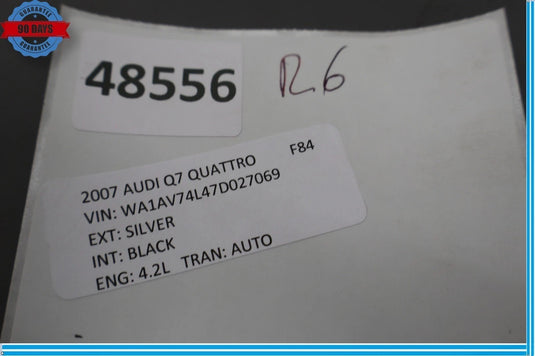 GUARANTEE
90 DAYS
GUARANTEE
48556
R6
2007 AUDI Q7 QUATTRO F84
VIN: WA1AV74L47D027069
EXT: SILVER
INT: BLACK
ENG: 4.2L TRAN: AUTO